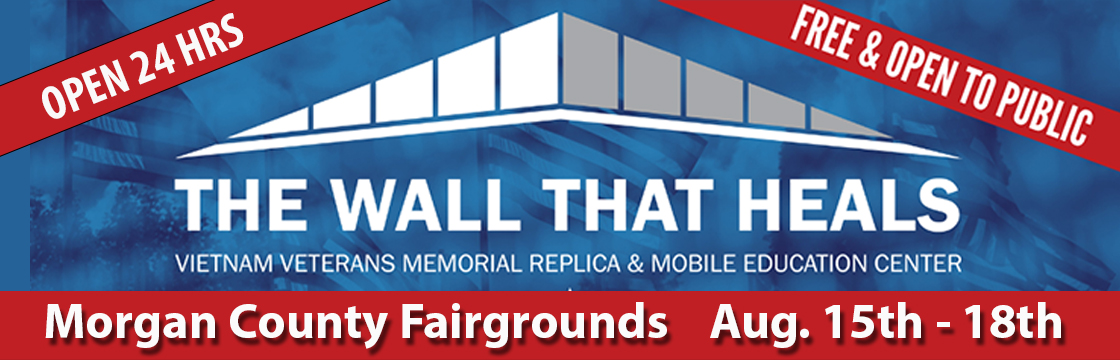 OPEN 24 HRS
FREE & OPEN TO PUBLIC
THE WALL THAT HEALS
VIETNAM VETERANS MEMORIAL REPLICA & MOBILE EDUCATION CENTER
Morgan County Fairgrounds Aug. 15th - 18th